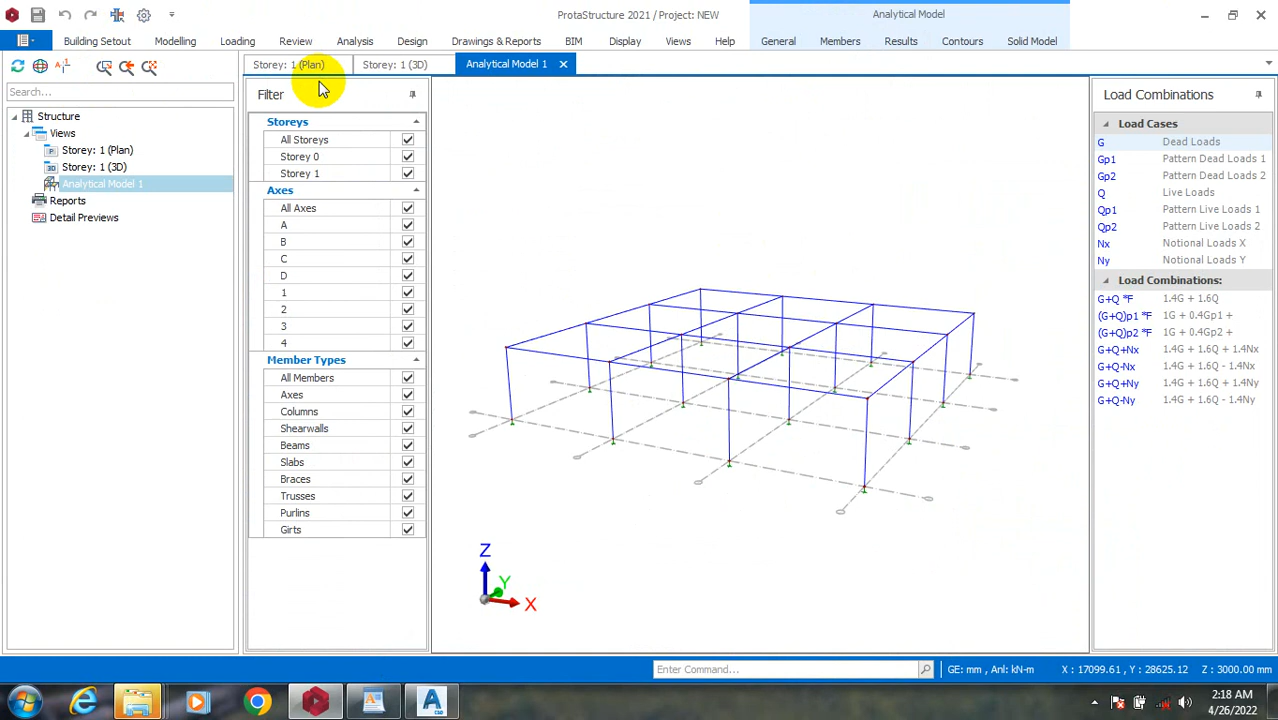 ProtaStructure 2021 / Project: NEW
Analytical Model
Building Setout Modelling Loading Review Analysis Design Drawings & Reports BIM Display Views Help General Members Results Contours Solid Model
Storey: 1 (Plan) Storey: 1 (3D) Analytical Model 1
Search...
Structure
Views
Storey: 1 (Plan)
Storey: 1 (3D)
Analytical Model 1
Reports
Detail Previews
Filter
Storeys
All Storeys
Storey 0
Storey 1
Axes
All Axes
A
B
C
D
1
2
3
4
Member Types
All Members
Axes
Columns
Shearwalls
Beams
Slabs
Braces
Trusses
Purlins
Girts
Z
Y
X
Load Combinations
Load Cases
G Dead Loads
Gp1 Pattern Dead Loads 1
Gp2 Pattern Dead Loads 2
Q Live Loads
Qp1 Pattern Live Loads 1
Qp2 Pattern Live Loads 2
Nx Notional Loads X
Ny Notional Loads Y
Load Combinations:
G+Q *F 1.4G + 1.6Q
(G+Q)p1 *F 1G + 0.4Gp1 +
(G+Q)p2 *F 1G + 0.4Gp2 +
G+Q+Nx 1.4G + 1.6Q + 1.4Nx
G+Q-Nx 1.4G + 1.6Q - 1.4Nx
G+Q+Ny 1.4G + 1.6Q + 1.4Ny
G+Q-Ny 1.4G + 1.6Q - 1.4Ny
Enter Command...
GE: mm, Anl: kN-m
X : 17099.61, Y : 28625.12
Z : 3000.00 mm
2:18 AM
4/26/2022